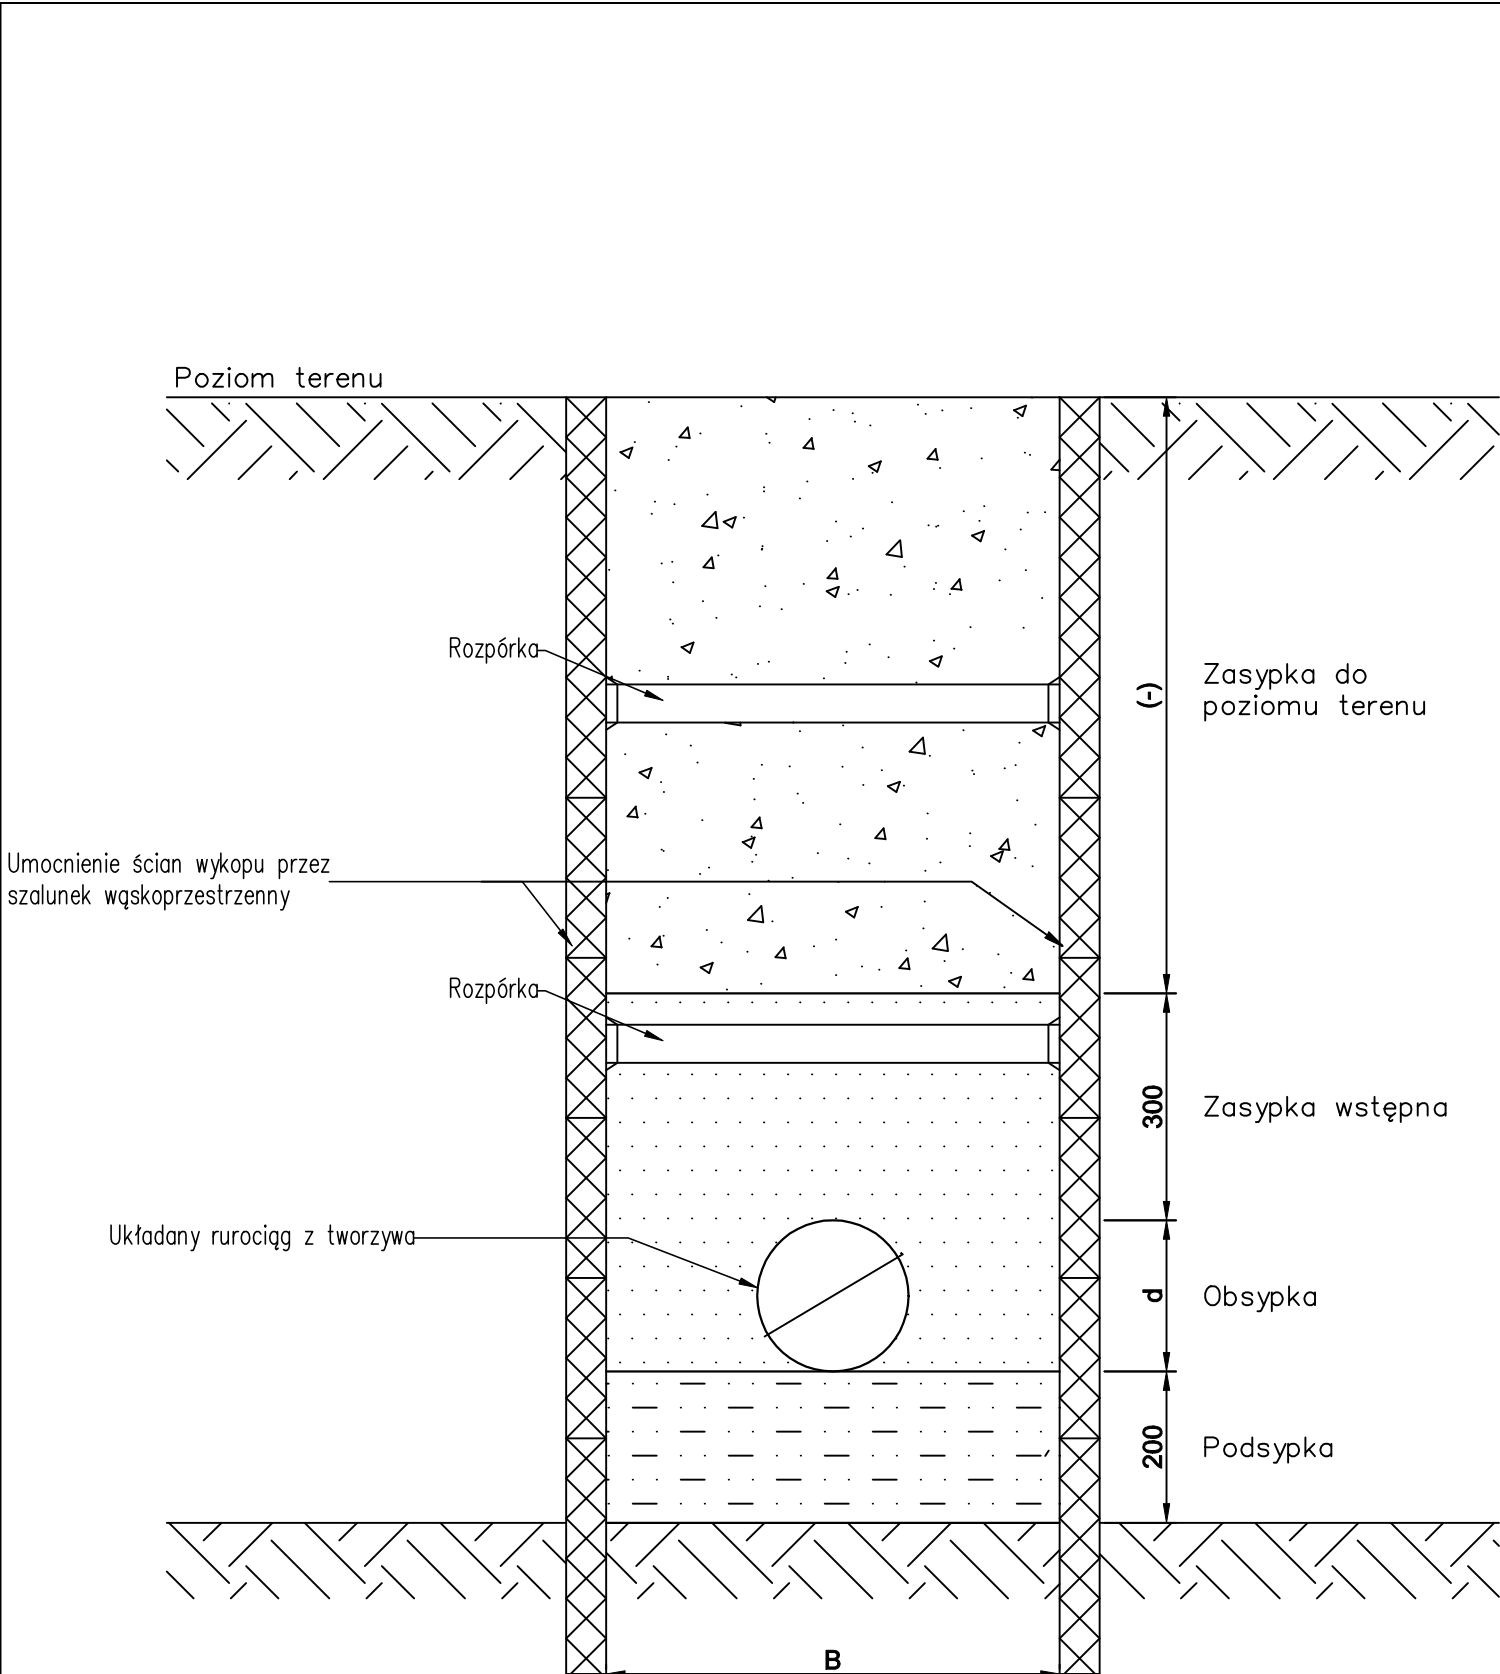 Poziom terenu
Rozpórka
(-)
Zasypka do
poziomu terenu
Umocnienie ścian wykopu przez
szalunek wąskoprzestrzenny
Rozpórka
300
Zasypka wstępna
Układany rurociąg z tworzywa
d
Obsypka
200
Podsypka
B